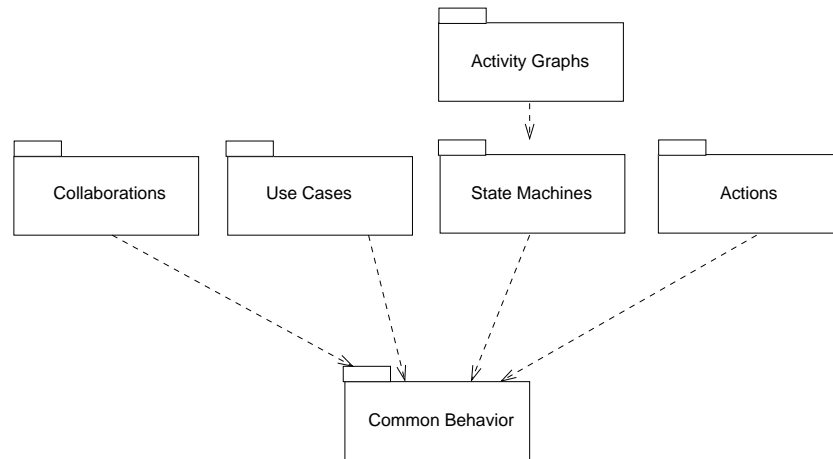 Activity Graphs
Collaborations
Use Cases
State Machines
Actions
Common Behavior